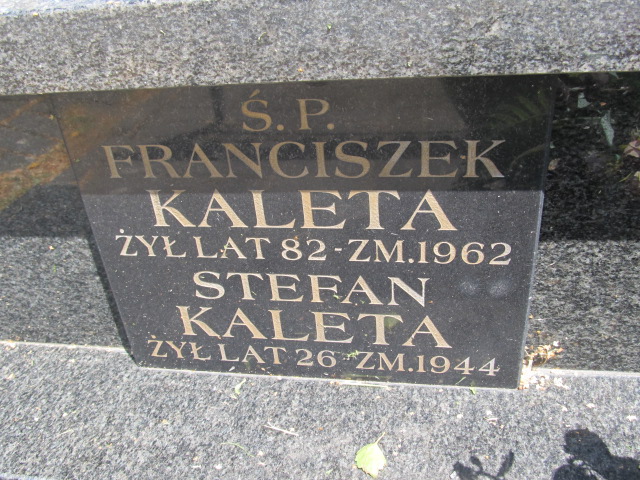 Ś.P.
FRANCISZEK
KALETA
ŻYŁ LAT 82-ZM.1962
STEFAN
KALETA
ŻYŁ LAT 26-ZM.1944